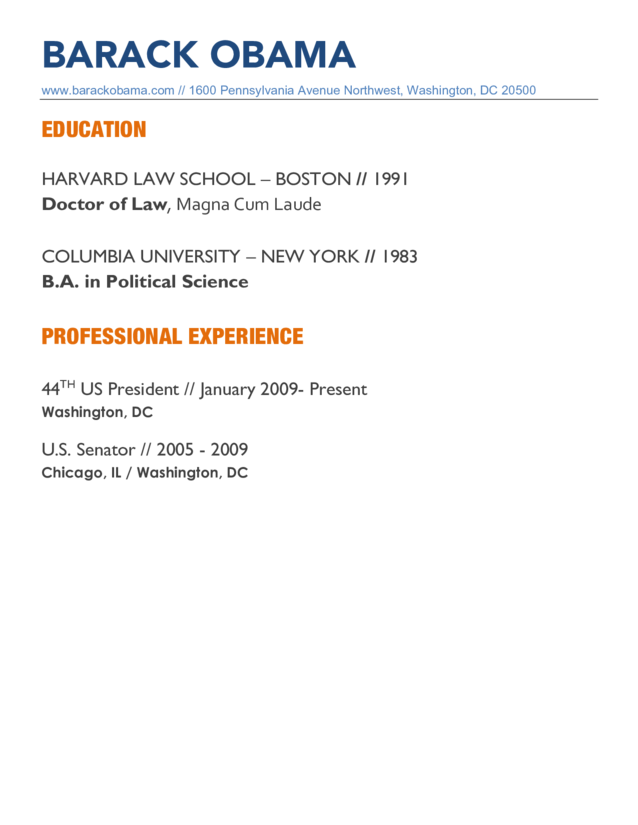 BARACK OBAMA
www.barackobama.com // 1600 Pennsylvania Avenue Northwest, Washington, DC 20500
EDUCATION
HARVARD LAW SCHOOL – BOSTON // 1991
Doctor of Law, Magna Cum Laude
COLUMBIA UNIVERSITY – NEW YORK // 1983
B.A. in Political Science
PROFESSIONAL EXPERIENCE
44TH US President // January 2009- Present
Washington, DC
U.S. Senator // 2005 - 2009
Chicago, IL / Washington, DC